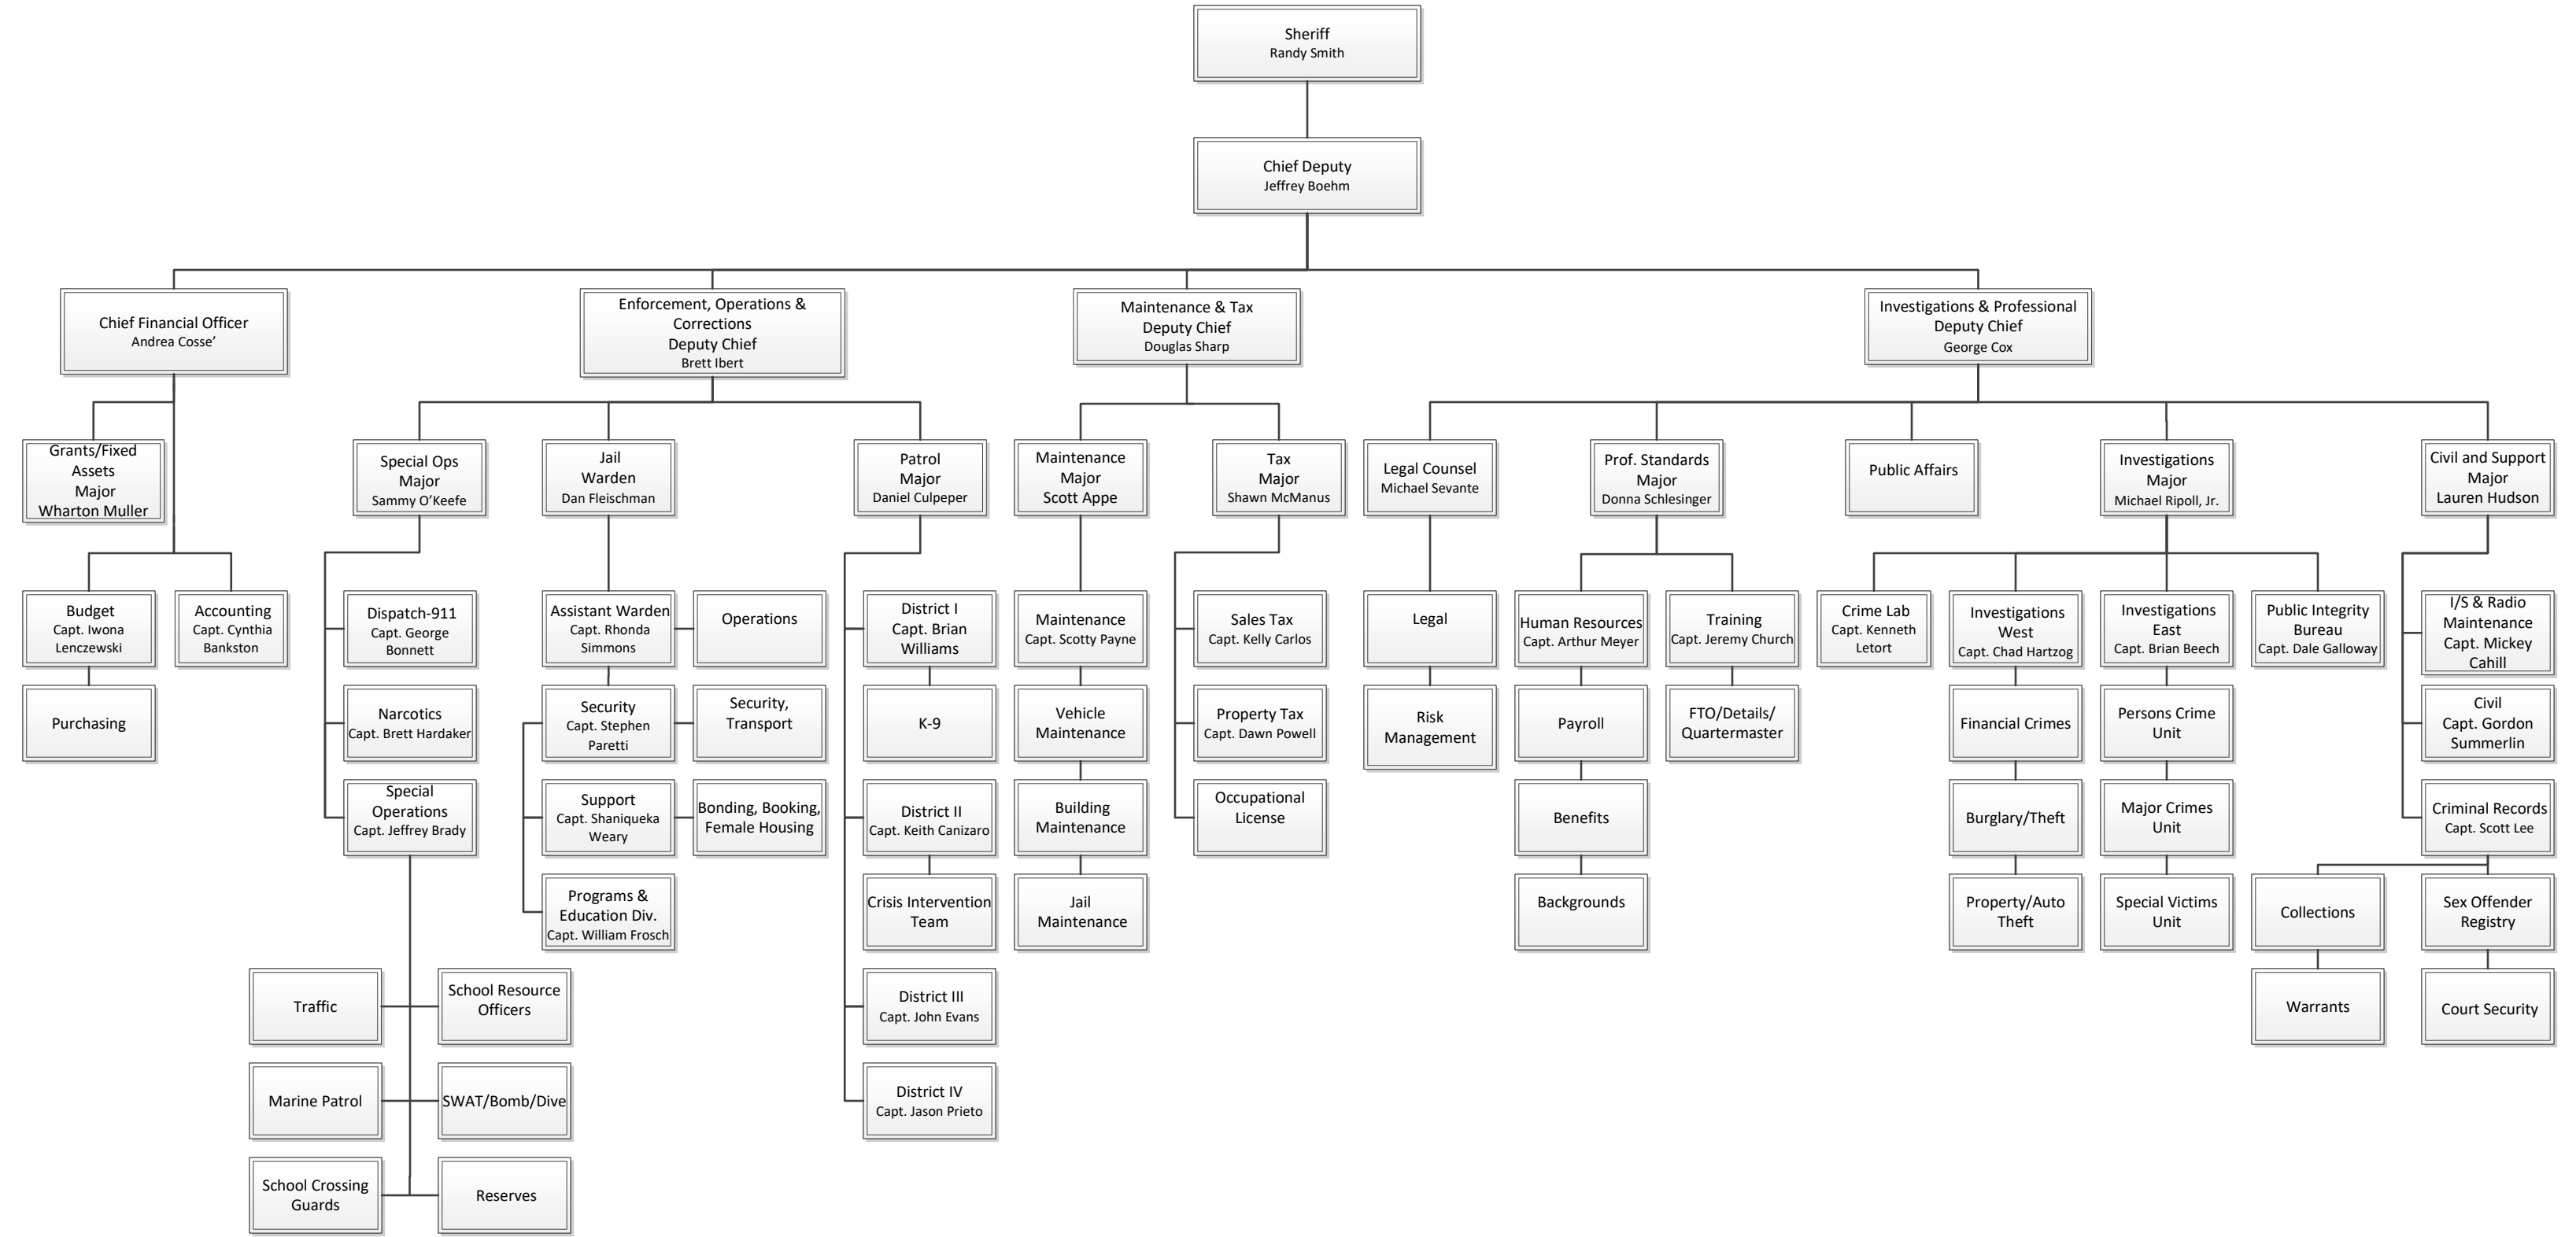 Sheriff
Randy Smith
Chief Deputy
Jeffrey Boehm
Chief Financial Officer
Andrea Cosse’
Enforcement, Operations &
Corrections
Deputy Chief
Brett Ibert
Maintenance & Tax
Deputy Chief
Douglas Sharp
Investigations & Professional
Deputy Chief
George Cox
Grants/Fixed
Assets
Major
Wharton Muller
Special Ops
Major
Sammy O’Keefe
Jail
Warden
Dan Fleischman
Patrol
Major
Daniel Culpeper
Maintenance
Major
Scott Appe
Tax
Major
Shawn McManus
Legal Counsel
Michael Sevante
Prof. Standards
Major
Donna Schlesinger
Public Affairs
Investigations
Major
Michael Ripoll, Jr.
Civil and Support
Major
Lauren Hudson
Budget
Capt. Iwona
Lenczewski
Accounting
Capt. Cynthia
Bankston
Dispatch-911
Capt. George
Bonnett
Assistant Warden
Capt. Rhonda
Simmons
Operations
District I
Capt. Brian
Williams
Maintenance
Capt. Scotty Payne
Sales Tax
Capt. Kelly Carlos
Legal
Human Resources
Capt. Arthur Meyer
Training
Capt. Jeremy Church
Crime Lab
Capt. Kenneth
Letort
Investigations
West
Capt. Chad Hartzog
Investigations
East
Capt. Brian Beech
Public Integrity
Bureau
Capt. Dale Galloway
I/S & Radio
Maintenance
Capt. Mickey
Cahill
Purchasing
Narcotics
Capt. Brett Hardaker
Security
Capt. Stephen
Paretti
Security,
Transport
K-9
Vehicle
Maintenance
Property Tax
Capt. Dawn Powell
Risk
Management
Payroll
FTO/Details/
Quartermaster
Financial Crimes
Persons Crime
Unit
Civil
Capt. Gordon
Summerlin
Special
Operations
Capt. Jeffrey Brady
Support
Capt. Shaniqueka
Weary
Bonding, Booking,
Female Housing
District II
Capt. Keith Canizaro
Building
Maintenance
Occupational
License
Benefits
Burglary/Theft
Major Crimes
Unit
Criminal Records
Capt. Scott Lee
Programs &
Education Div.
Capt. William Frosch
Crisis Intervention
Team
Jail
Maintenance
Backgrounds
Property/Auto
Theft
Special Victims
Unit
Collections
Sex Offender
Registry
Traffic
School Resource
Officers
District III
Capt. John Evans
Warrants
Court Security
Marine Patrol
SWAT/Bomb/Dive
District IV
Capt. Jason Prieto
School Crossing
Guards
Reserves